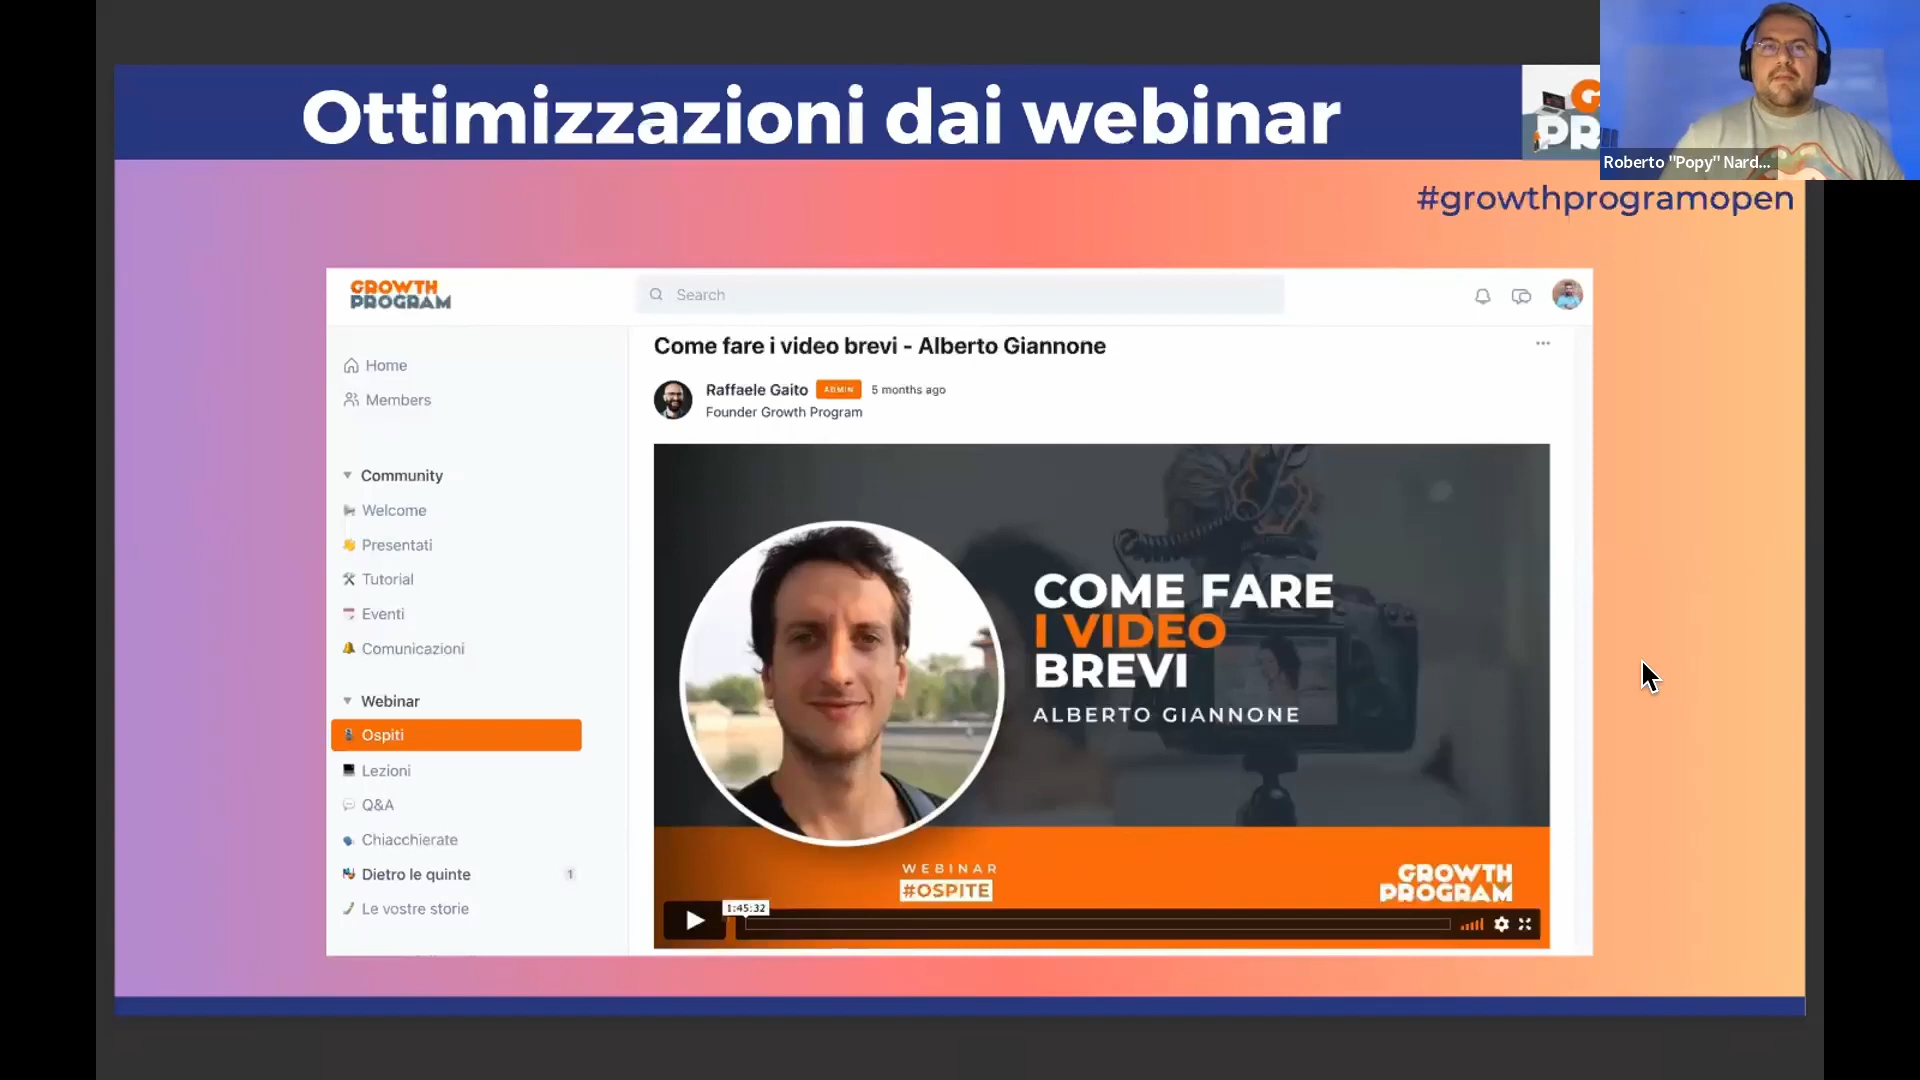 Ottimizzazioni dai webinar
Roberto "Popy" Nard...
#growthprogramopen
GROWTH
PROGRAM
Search
Home
Members
Community
Welcome
Presentati
Tutorial
Eventi
Comunicazioni
Webinar
Ospiti
Lezioni
Q&A
Chiacchierate
Dietro le quinte 1
Le vostre storie
Come fare i video brevi - Alberto Giannone
Raffaele Gaito ADMIN 5 months ago
Founder Growth Program
COME FARE
I VIDEO
BREVI
ALBERTO GIANNONE
WEBINAR
#OSPITE
GROWTH
PROGRAM
1:45:32